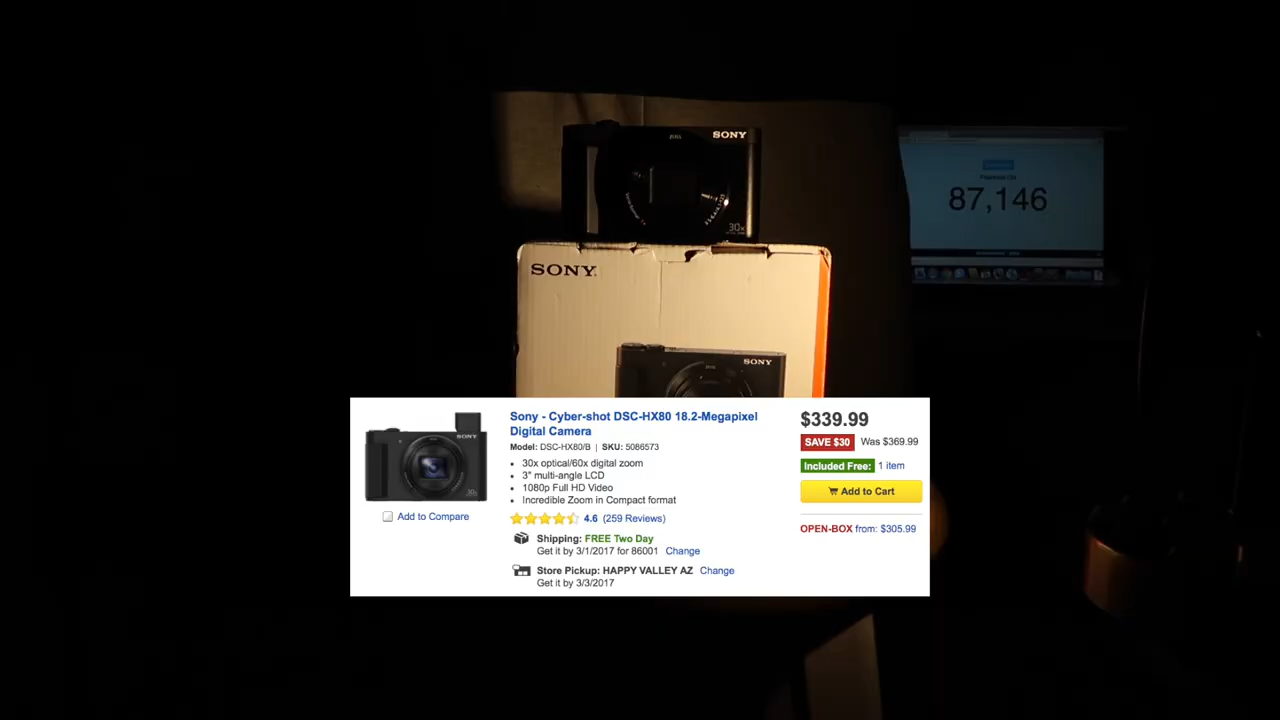 ZEISS
SONY
30x
87,146
SONY
SONY
Sony - Cyber-shot DSC-HX80 18.2-Megapixel
Digital Camera
Model: DSC-HX80/B | SKU: 5086573
30x optical/60x digital zoom
3" multi-angle LCD
1080p Full HD Video
Incredible Zoom in Compact format
4.6 (259 Reviews)
Shipping: FREE Two Day
Get it by 3/1/2017 for 86001 Change
Store Pickup: HAPPY VALLEY AZ Change
Get it by 3/3/2017
SONY
30x
Add to Compare
$339.99
SAVE $30 Was $369.99
Included Free: 1 item
Add to Cart
OPEN-BOX from: $305.99